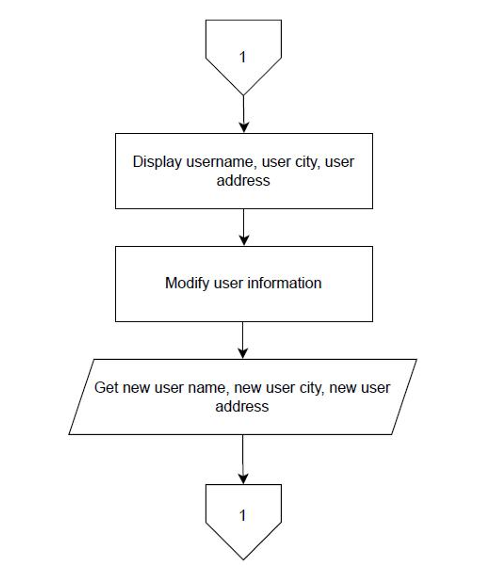 1
Display username, user city, user
address
Modify user information
Get new user name, new user city, new user
address
1